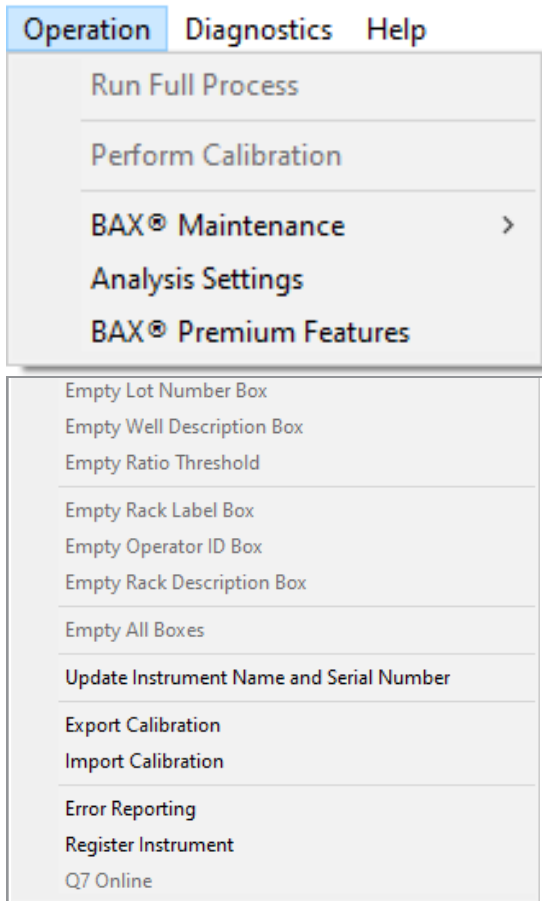 Operation Diagnostics Help
Run Full Process
Perform Calibration
BAX® Maintenance >
Analysis Settings
BAX® Premium Features
Empty Lot Number Box
Empty Well Description Box
Empty Ratio Threshold
Empty Rack Label Box
Empty Operator ID Box
Empty Rack Description Box
Empty All Boxes
Update Instrument Name and Serial Number
Export Calibration
Import Calibration
Error Reporting
Register Instrument
Q7 Online